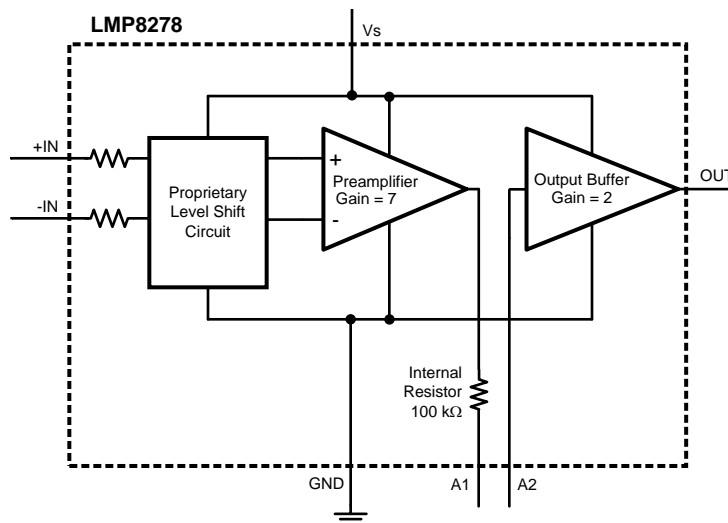 LMP8278
Vs
+IN
-IN
Proprietary
Level Shift
Circuit
+
-
Preamplifier
Gain = 7
Output Buffer
Gain = 2
OUT
Internal
Resistor
100 kΩ
GND
A1
A2